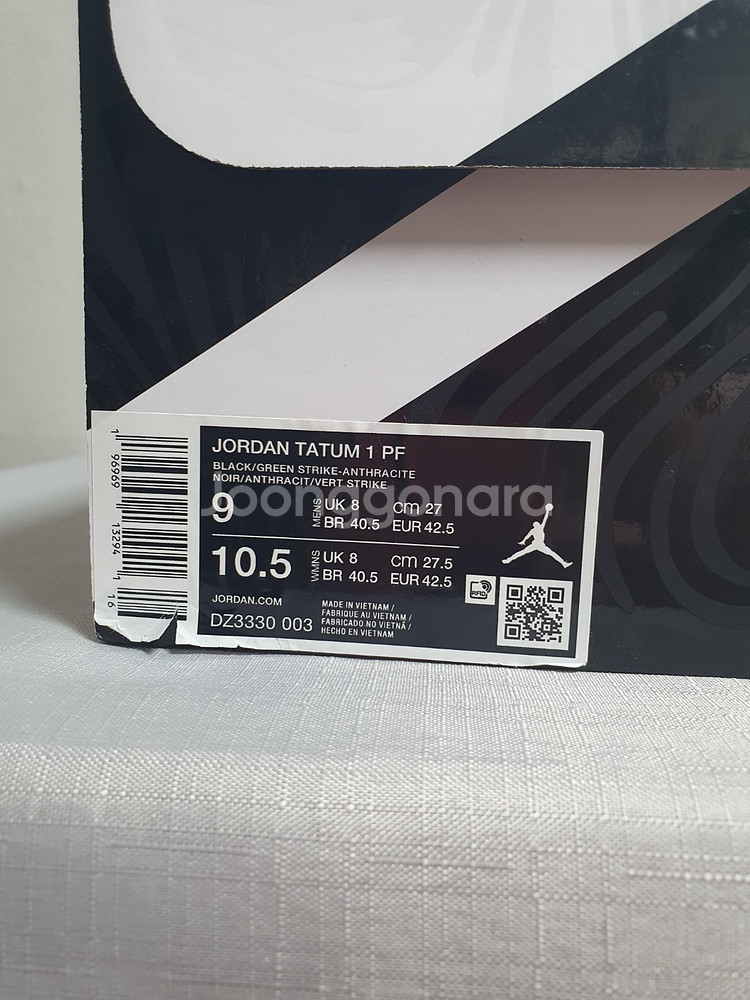 JORDAN TATUM 1 PF
BLACK/GREEN STRIKE-ANTHRACITE
NOIR/ANTHRACIT/VERT STRIKE
Joonggonara
9 MENS UK 8 cm 27
BR 40.5 EUR 42.5
10.5 WMNS UK 8 cm 27.5
BR 40.5 EUR 42.5
RFID
JORDAN.COM
DZ3330 003
MADE IN VIETNAM /
FABRIQUE AU VIETNAM /
FABRICADO.NO VIETNÃ /
HECHO EN VIETNAM
1 96969 13294 1 16